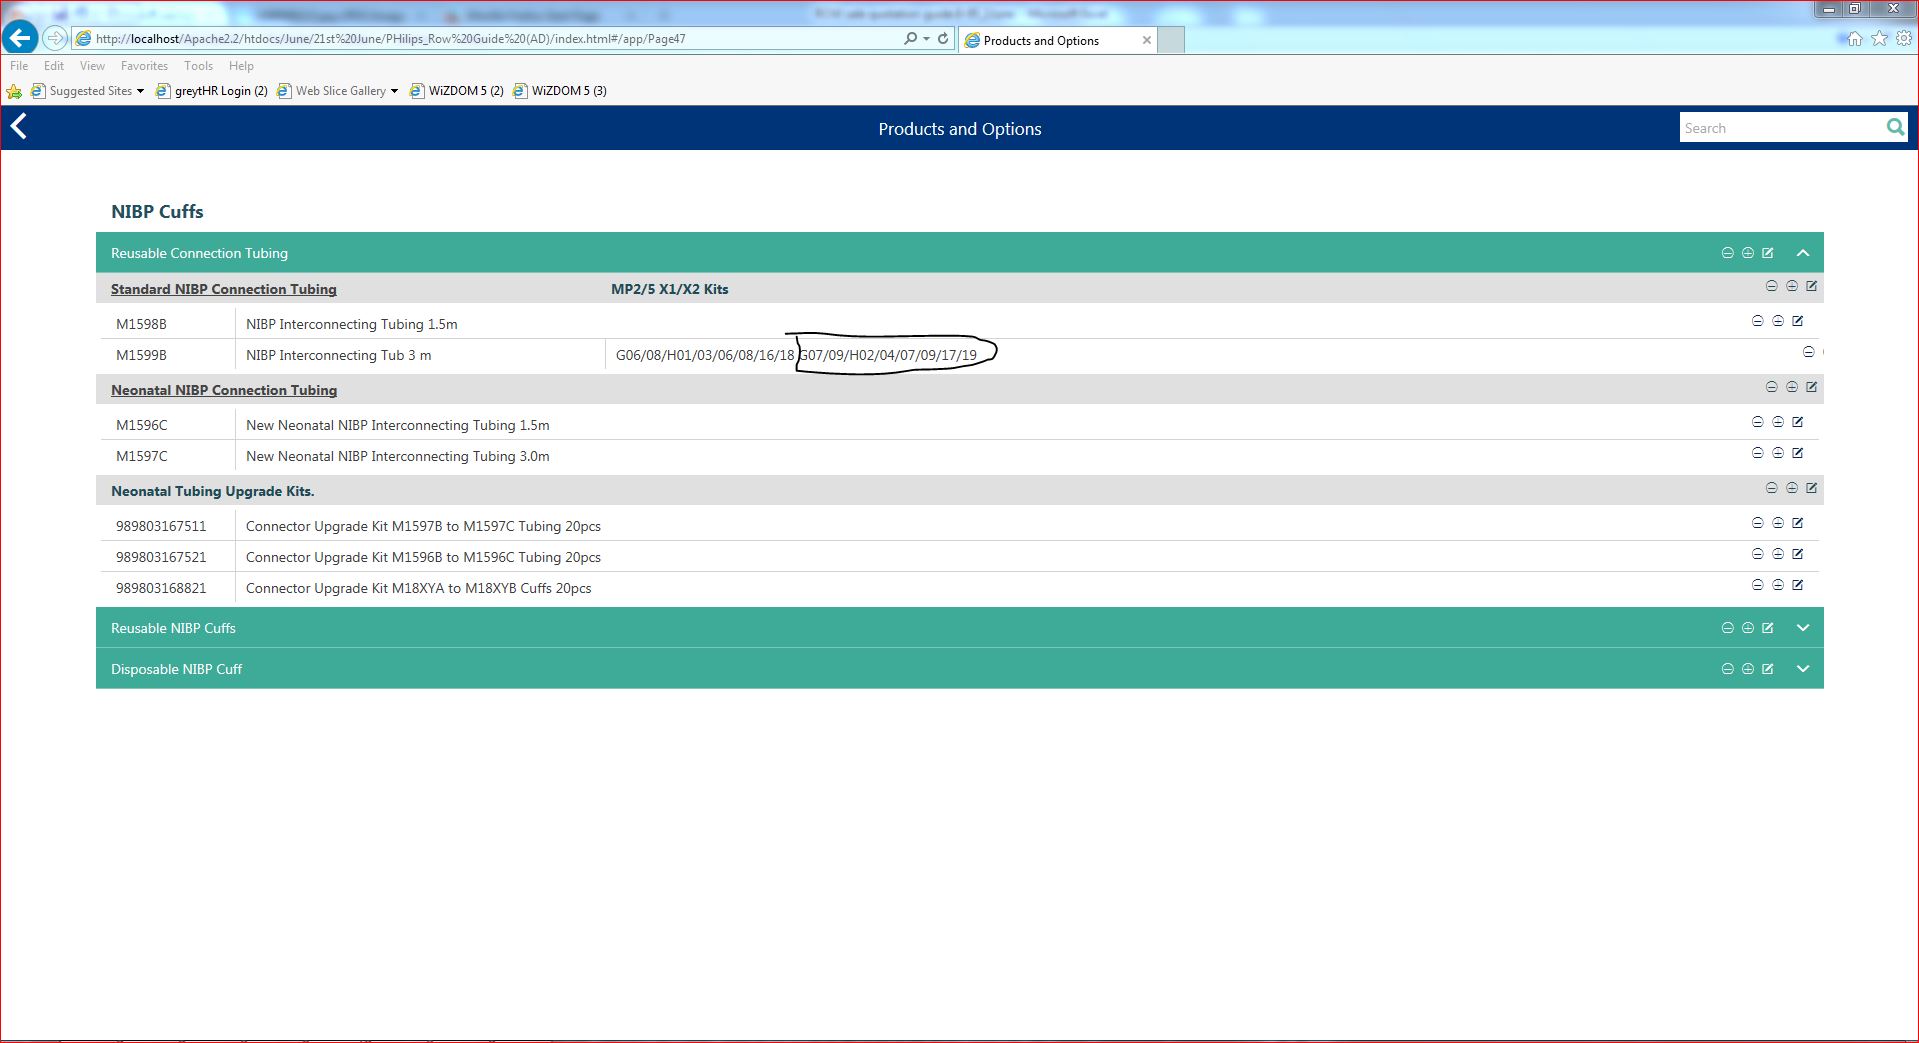 http://localhost/Apache2.2/htdocs/June/21st%20June/PHilips_Row%20Guide%20(AD)/index.html#/app/Page47
Products and Options
File Edit View Favorites Tools Help
Suggested Sites greytHR Login (2) Web Slice Gallery WiZDOM 5 (2) WiZDOM 5 (3)
Products and Options
Search
NIBP Cuffs
Reusable Connection Tubing
Standard NIBP Connection Tubing MP2/5 X1/X2 Kits
M1598B NIBP Interconnecting Tubing 1.5m
M1599B NIBP Interconnecting Tub 3 m G06/08/H01/03/06/08/16/18 G07/09/H02/04/07/09/17/19
Neonatal NIBP Connection Tubing
M1596C New Neonatal NIBP Interconnecting Tubing 1.5m
M1597C New Neonatal NIBP Interconnecting Tubing 3.0m
Neonatal Tubing Upgrade Kits.
989803167511 Connector Upgrade Kit M1597B to M1597C Tubing 20pcs
989803167521 Connector Upgrade Kit M1596B to M1596C Tubing 20pcs
989803168821 Connector Upgrade Kit M18XYA to M18XYB Cuffs 20pcs
Reusable NIBP Cuffs
Disposable NIBP Cuff